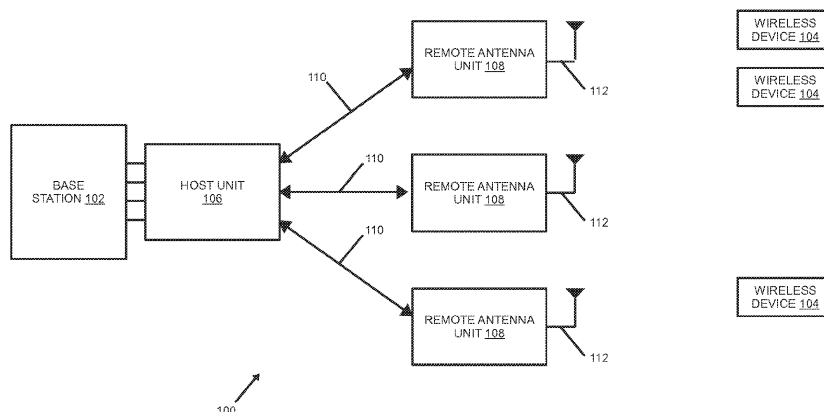 WIRELESS
DEVICE 104
REMOTE ANTENNA
UNIT 108
110
112
WIRELESS
DEVICE 104
BASE
STATION 102
HOST UNIT
106
110
REMOTE ANTENNA
UNIT 108
112
110
WIRELESS
DEVICE 104
REMOTE ANTENNA
UNIT 108
112
100